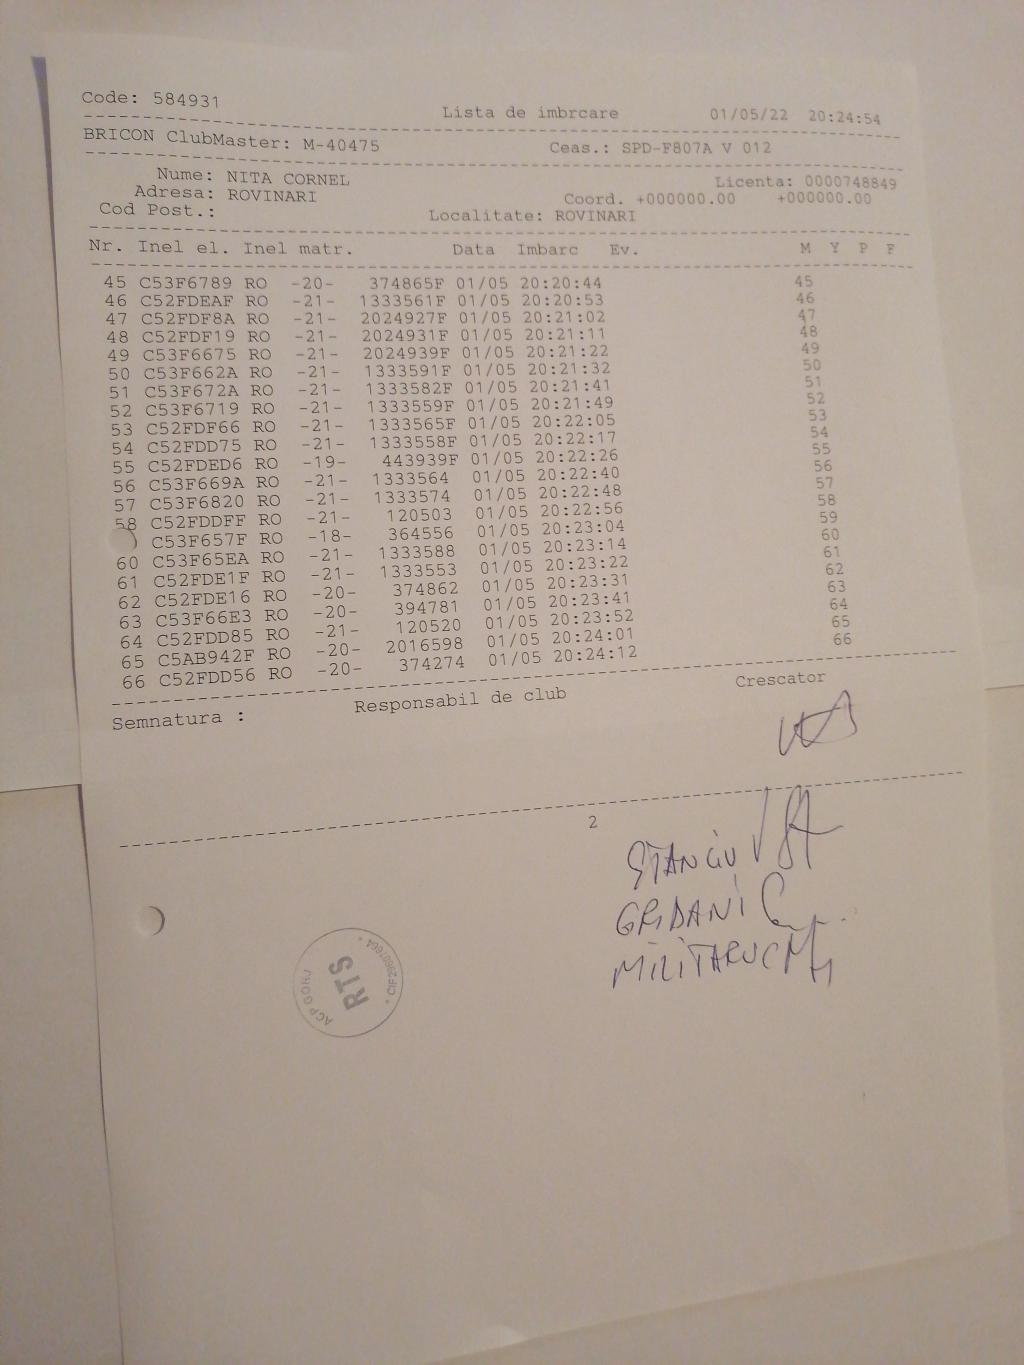 Code: 584931
Lista de imbrcare 01/05/22 20:24:54
BRICON ClubMaster: M-40475 Ceas.: SPD-F807A V 012
Nume: NITA CORNEL Licenta: 0000748849
Adresa: ROVINARI Coord. +000000.00 +000000.00
Cod Post.: Localitate: ROVINARI
Nr. Inel el. Inel matr. Data Imbarc Ev. M Y P F
45 C53F6789 RO -20- 374865F 01/05 20:20:44 45
46 C52FDEAF RO -21- 1333561F 01/05 20:20:53 46
47 C52FDF8A RO -21- 2024927F 01/05 20:21:02 47
48 C52FDF19 RO -21- 2024931F 01/05 20:21:11 48
49 C53F6675 RO -21- 2024939F 01/05 20:21:22 49
50 C53F662A RO -21- 1333591F 01/05 20:21:32 50
51 C53F672A RO -21- 1333582F 01/05 20:21:41 51
52 C53F6719 RO -21- 1333559F 01/05 20:21:49 52
53 C52FDF66 RO -21- 1333565F 01/05 20:22:05 53
54 C52FDD75 RO -21- 1333558F 01/05 20:22:17 54
55 C52FDED6 RO -19- 443939F 01/05 20:22:26 55
56 C53F669A RO -21- 1333564 01/05 20:22:40 56
57 C53F6820 RO -21- 1333574 01/05 20:22:48 57
58 C52FDDFF RO -21- 120503 01/05 20:22:56 58
C53F657F RO -18- 364556 01/05 20:23:04 59
60 C53F65EA RO -21- 1333588 01/05 20:23:14 60
61 C52FDE1F RO -21- 1333553 01/05 20:23:22 61
62 C52FDE16 RO -20- 374862 01/05 20:23:31 62
63 C53F66E3 RO -20- 394781 01/05 20:23:41 63
64 C52FDD85 RO -21- 120520 01/05 20:23:52 64
65 C5AB942F RO -20- 2016598 01/05 20:24:01 65
66 C52FDD56 RO -20- 374274 01/05 20:24:12 66
Semnatura : Responsabil de club Crescator
2
STANCIU
GRDANI C
MILITARU C
ACP GORJ
RTS
* CIF29607664 *